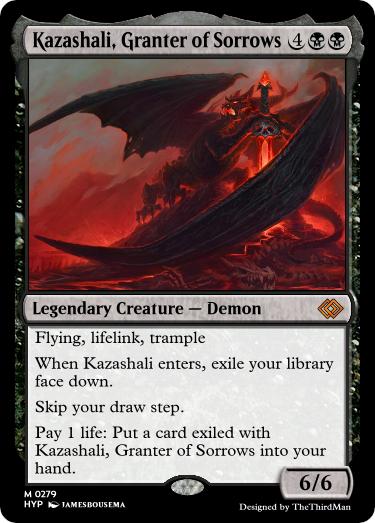 Kazashali, Granter of Sorrows 4
Legendary Creature — Demon
Flying, lifelink, trample
When Kazashali enters, exile your library
face down.
Skip your draw step.
Pay 1 life: Put a card exiled with
Kazashali, Granter of Sorrows into your
hand.
6/6
M 0279
HYP JAMESBOUSEMA
Designed by TheThirdMan